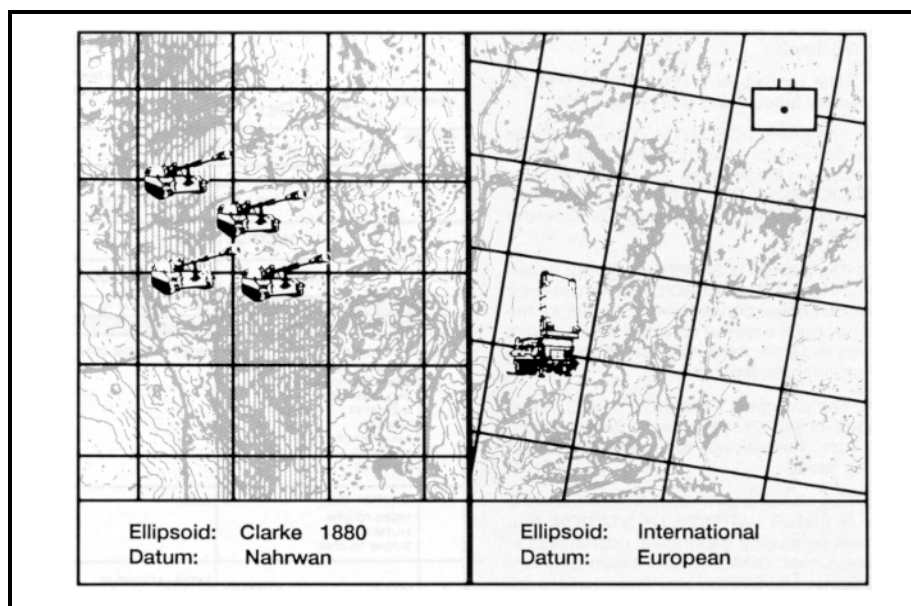 Ellipsoid: Clarke 1880
Datum: Nahrwan
Ellipsoid: International
Datum: European